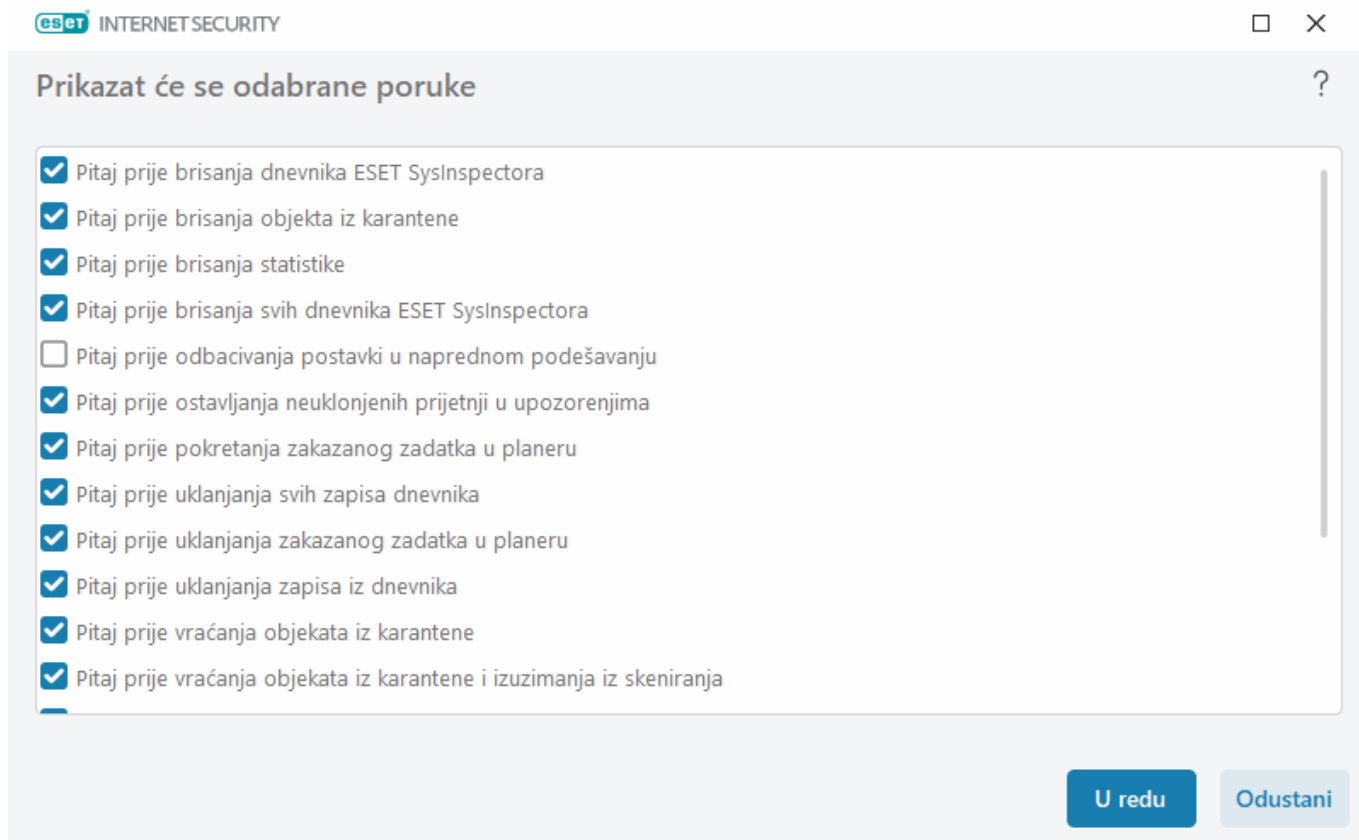 eset INTERNET SECURITY
Prikazat će se odabrane poruke
?
Pitaj prije brisanja dnevnika ESET SysInspectora
Pitaj prije brisanja objekta iz karantene
Pitaj prije brisanja statistike
Pitaj prije brisanja svih dnevnika ESET SysInspectora
Pitaj prije odbacivanja postavki u naprednom podešavanju
Pitaj prije ostavljanja neuklonjenih prijetnji u upozorenjima
Pitaj prije pokretanja zakazanog zadatka u planeru
Pitaj prije uklanjanja svih zapisa dnevnika
Pitaj prije uklanjanja zakazanog zadatka u planeru
Pitaj prije uklanjanja zapisa iz dnevnika
Pitaj prije vraćanja objekata iz karantene
Pitaj prije vraćanja objekata iz karantene i izuzimanja iz skeniranja
U redu
Odustani